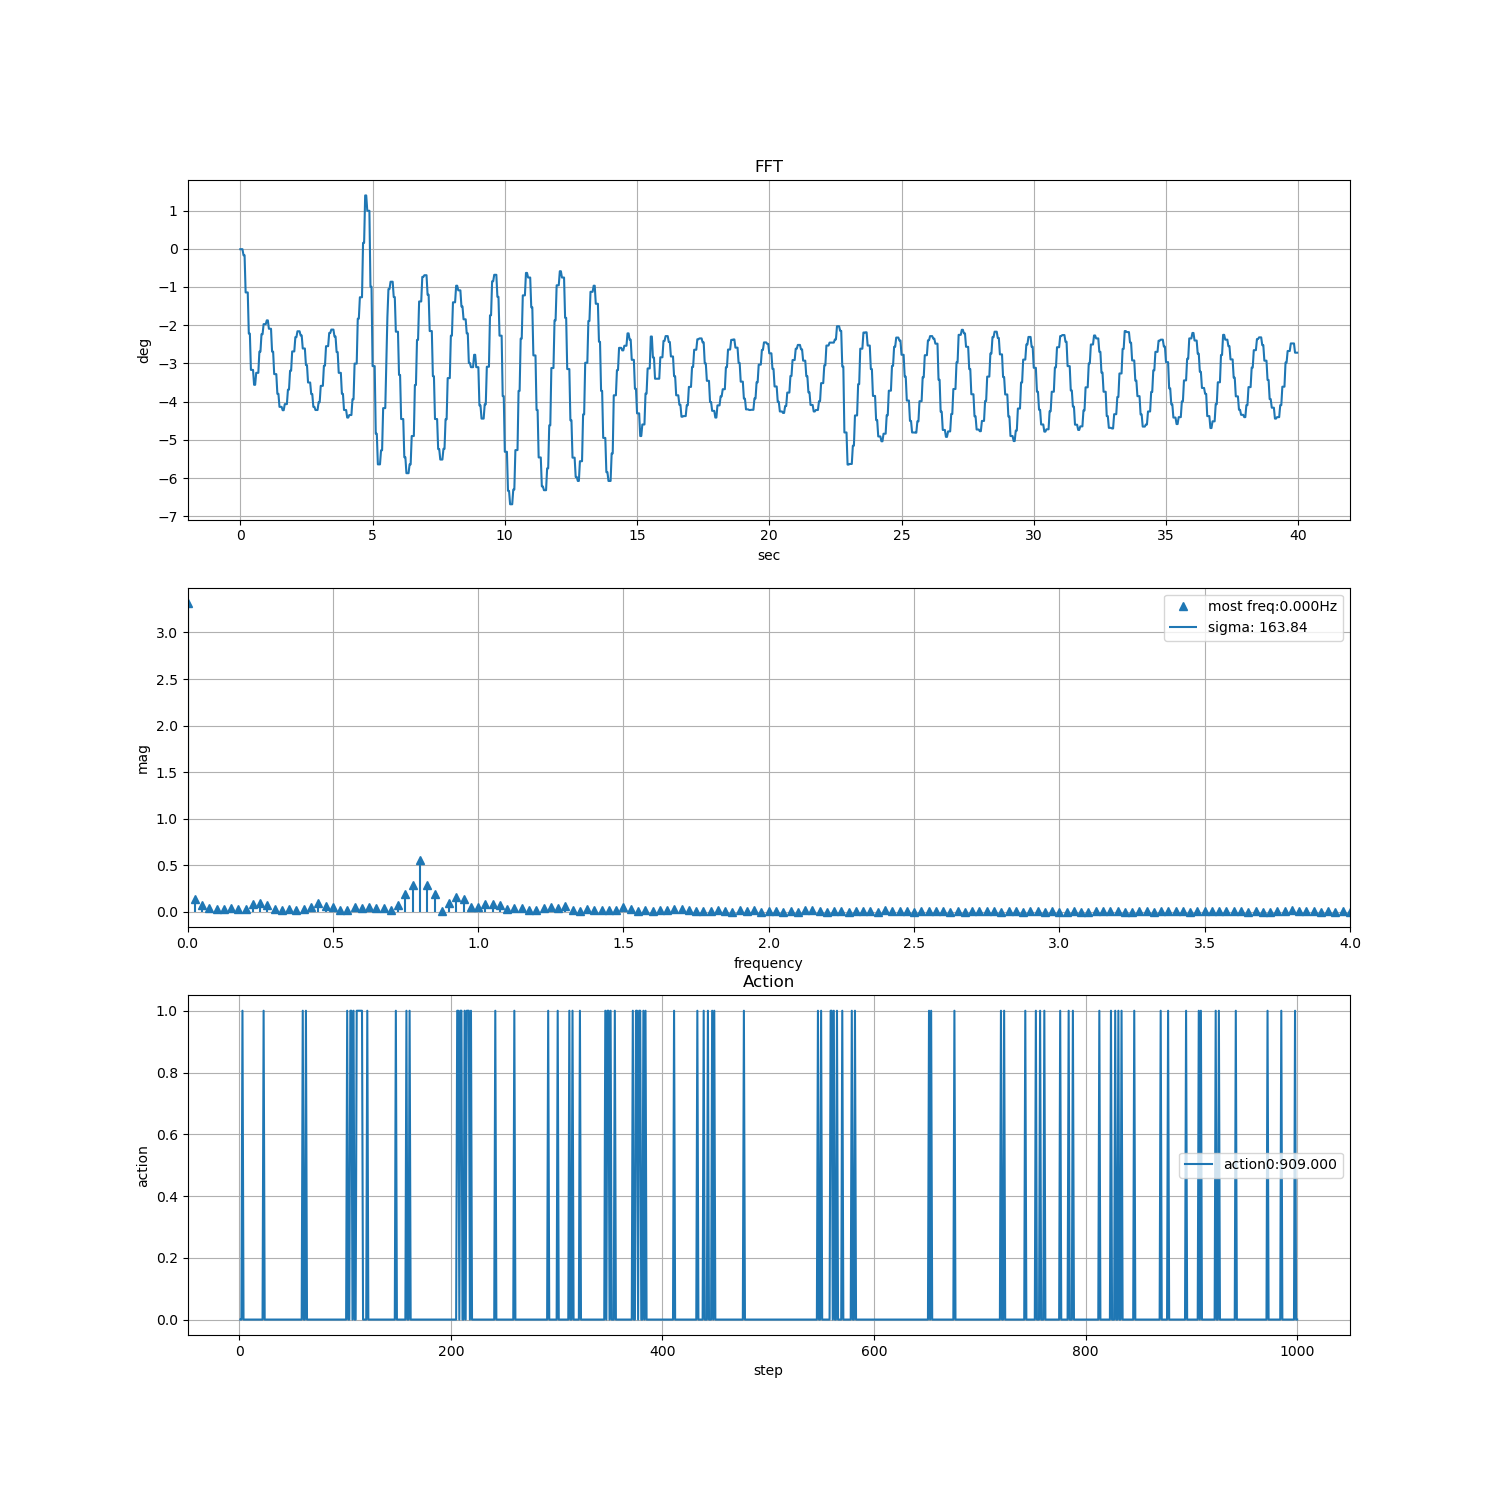 FFT
1
0
−1
−2
−3
−4
−5
−6
−7
deg
0 5 10 15 20 25 30 35 40
sec
most freq:0.000Hz
sigma: 163.84
3.0
2.5
2.0
1.5
1.0
0.5
0.0
mag
0.0 0.5 1.0 1.5 2.0 2.5 3.0 3.5 4.0
frequency
Action
1.0
0.8
0.6
0.4
0.2
0.0
action
action0:909.000
0 200 400 600 800 1000
step